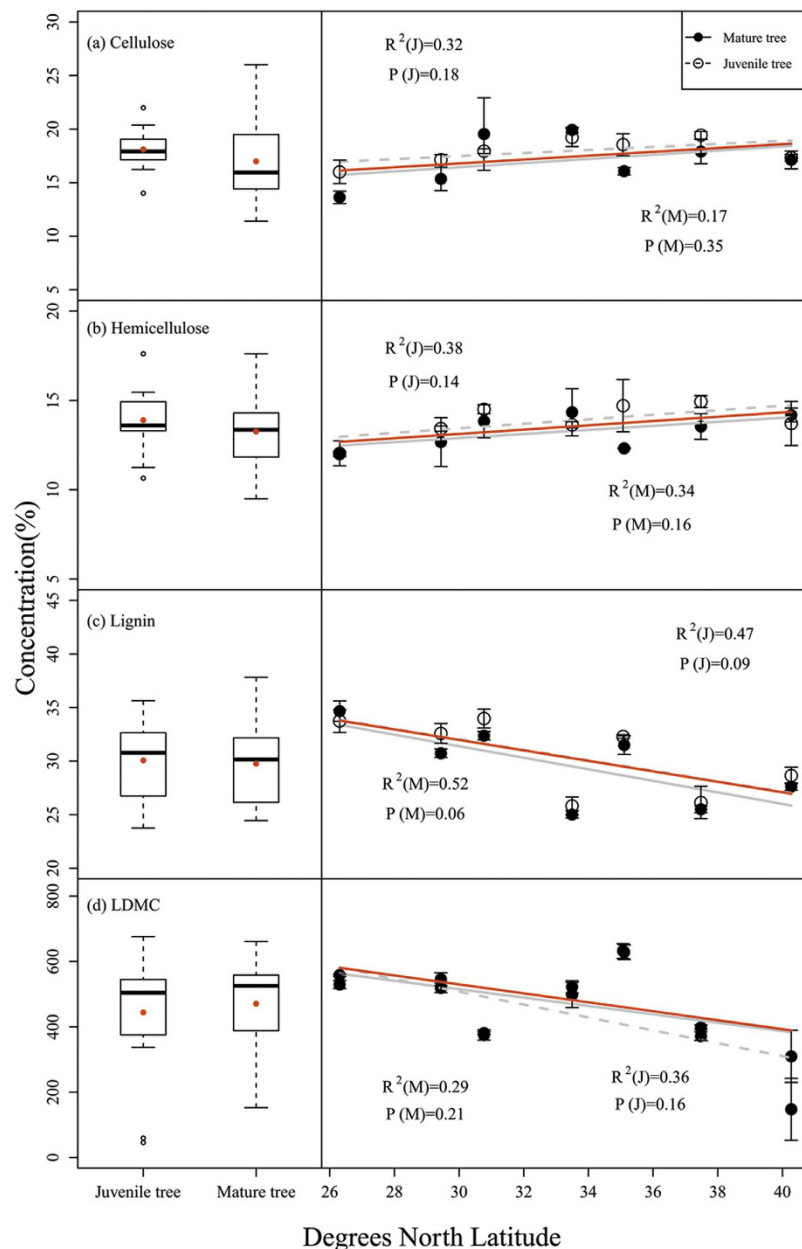 Mature tree
Juvenile tree
(a) Cellulose
R²(J)=0.32
P (J)=0.18
R²(M)=0.17
P (M)=0.35
30
25
20
15
10
5
(b) Hemicellulose
R²(J)=0.38
P (J)=0.14
R²(M)=0.34
P (M)=0.16
20
15
10
5
Concentration(%)
(c) Lignin
R²(J)=0.47
P (J)=0.09
R²(M)=0.52
P (M)=0.06
45
35
30
25
20
(d) LDMC
R²(M)=0.29
P (M)=0.21
R²(J)=0.36
P (J)=0.16
800
600
400
200
0
Juvenile tree Mature tree
26 28 30 32 34 36 38 40
Degrees North Latitude